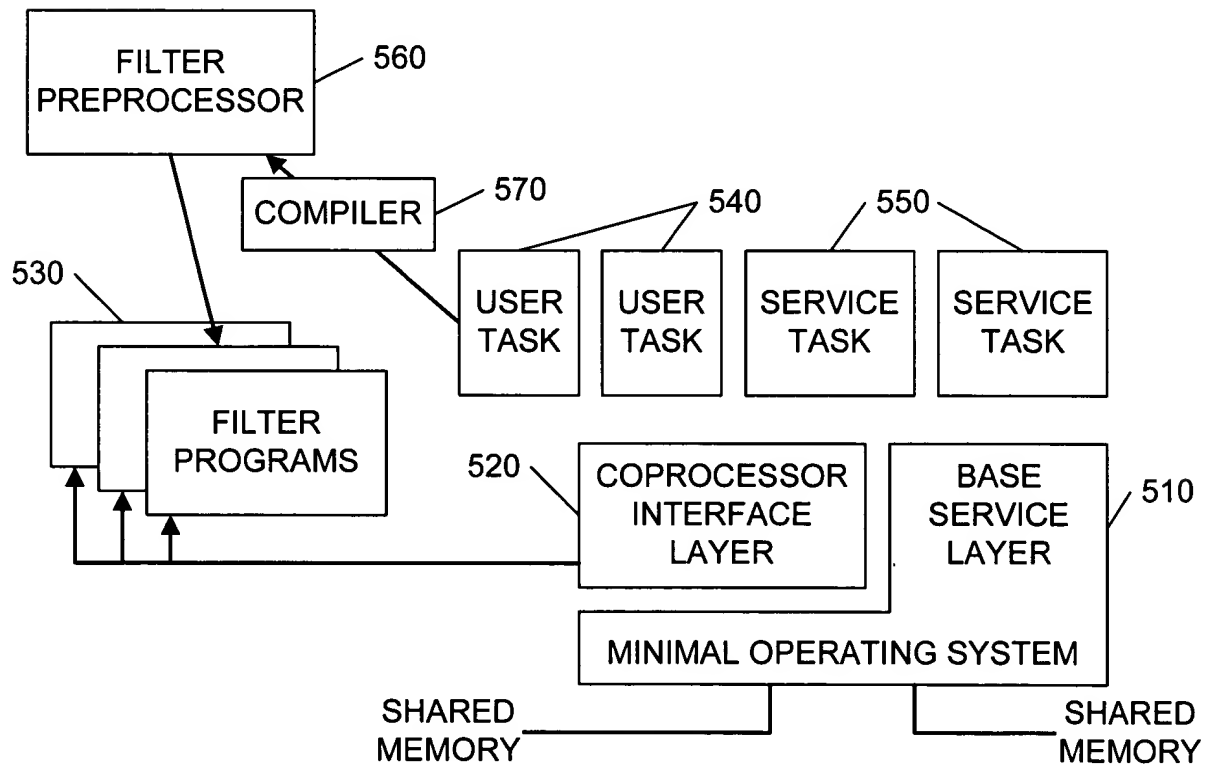 FILTER
PREPROCESSOR
560
COMPILER
570
540
550
530
USER
TASK
USER
TASK
SERVICE
TASK
SERVICE
TASK
FILTER
PROGRAMS
520
COPROCESSOR
INTERFACE
LAYER
BASE
SERVICE
LAYER
510
MINIMAL OPERATING SYSTEM
SHARED
MEMORY
SHARED
MEMORY